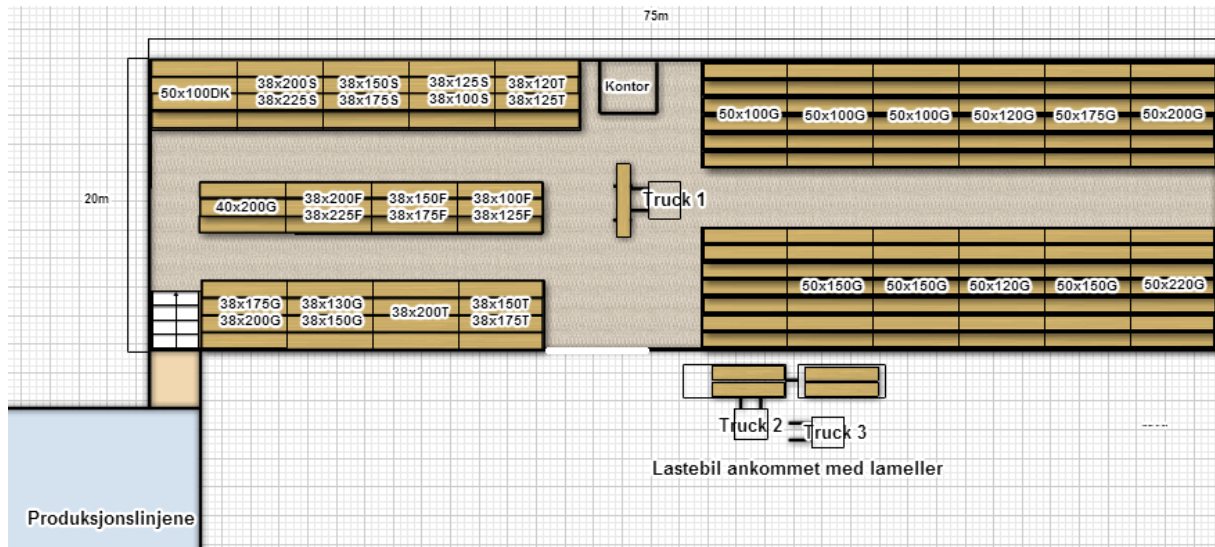 75m
20m
50x100DK
38x200S
38x225S
38x150S
38x175S
38x125S
38x100S
38x120T
38x125T
Kontor
50x100G
50x100G
50x100G
50x120G
50x175G
50x200G
40x200G
38x200F
38x225F
38x150F
38x175F
38x100F
38x125F
Truck 1
38x175G
38x200G
38x130G
38x150G
38x200T
38x150T
38x175T
50x150G
50x150G
50x120G
50x150G
50x220G
Truck 2
Truck 3
Lastebil ankommet med lameller
Produksjonslinjene